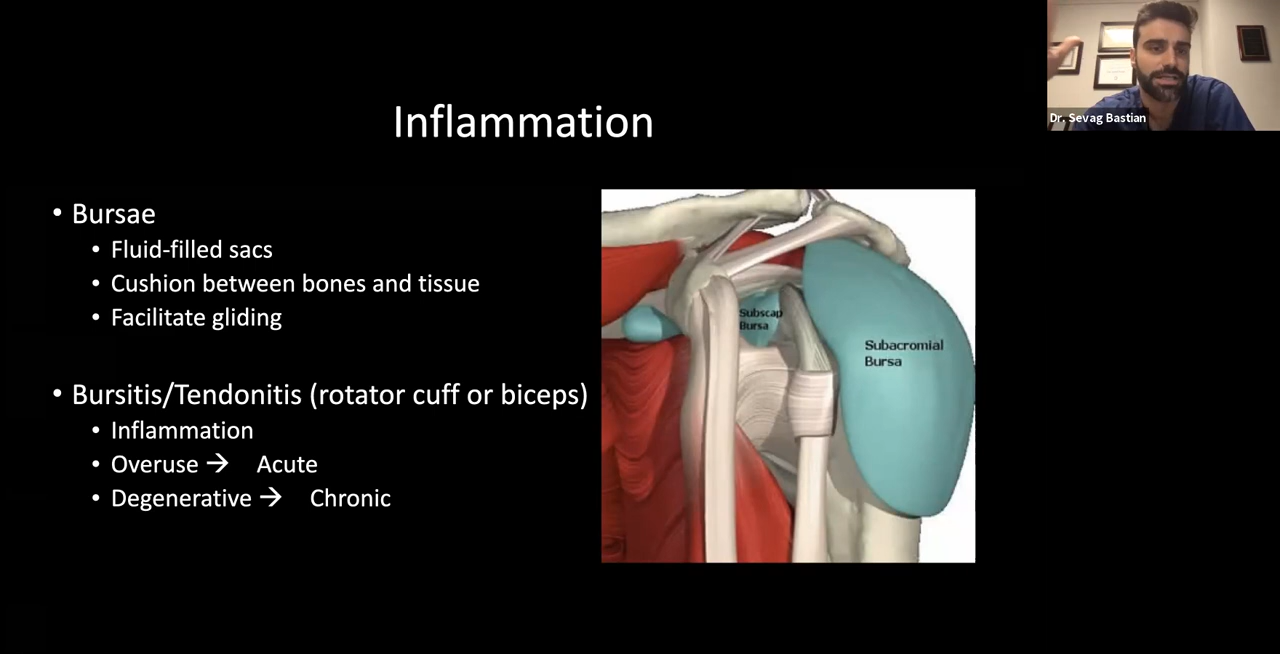 Dr. Sevag Bastian
Inflammation
• Bursae
• Fluid-filled sacs
• Cushion between bones and tissue
• Facilitate gliding
• Bursitis/Tendonitis (rotator cuff or biceps)
• Inflammation
• Overuse → Acute
• Degenerative → Chronic
Subscap
Bursa
Subacromial
Bursa